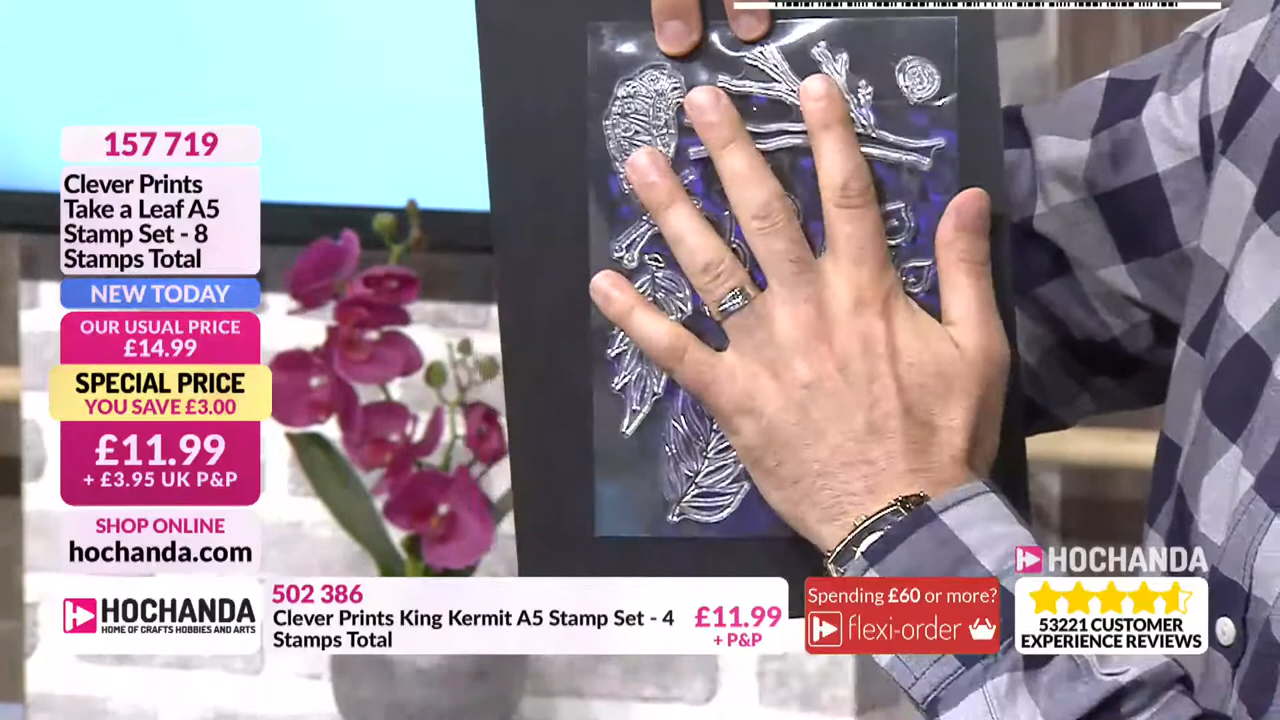 157 719
Clever Prints
Take a Leaf A5
Stamp Set - 8
Stamps Total
NEW TODAY
OUR USUAL PRICE
£14.99
SPECIAL PRICE
YOU SAVE £3.00
£11.99
+ £3.95 UK P&P
SHOP ONLINE
hochanda.com
HOCHANDA
HOME OF CRAFTS HOBBIES AND ARTS
502 386
Clever Prints King Kermit A5 Stamp Set - 4
Stamps Total
£11.99
+ P&P
Spending £60 or more?
flexi-order
HOCHANDA
53221 CUSTOMER
EXPERIENCE REVIEWS